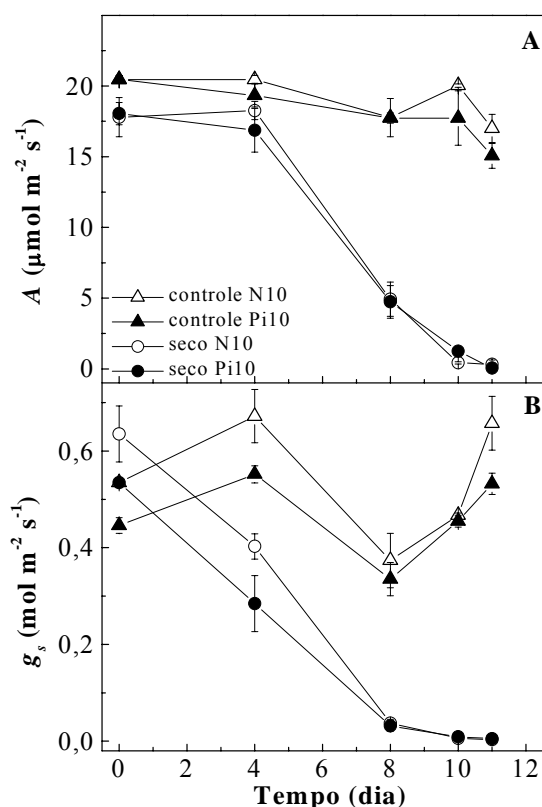 A
20
15
10
5
0
A (µmol m⁻² s⁻¹)
controle N10
controle Pi10
seco N10
seco Pi10
B
0,6
0,4
0,2
0,0
gₛ (mol m⁻² s⁻¹)
0 2 4 6 8 10 12
Tempo (dia)